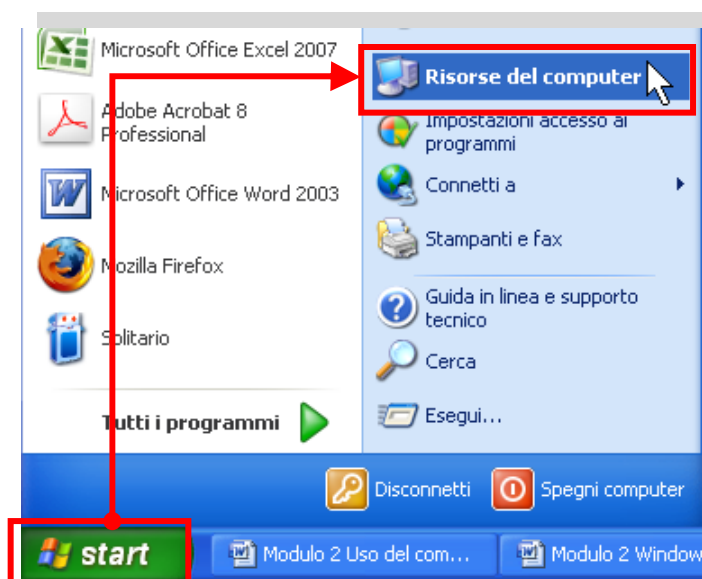 Microsoft Office Excel 2007
Adobe Acrobat 8
Professional
Microsoft Office Word 2003
Mozilla Firefox
Solitario
Tutti i programmi
Risorse del computer
Impostazioni accesso ai
programmi
Connetti a
Stampanti e fax
Guida in linea e supporto
tecnico
Cerca
Esegui...
Disconnetti
Spegni computer
start
Modulo 2 Uso del com...
Modulo 2 Window